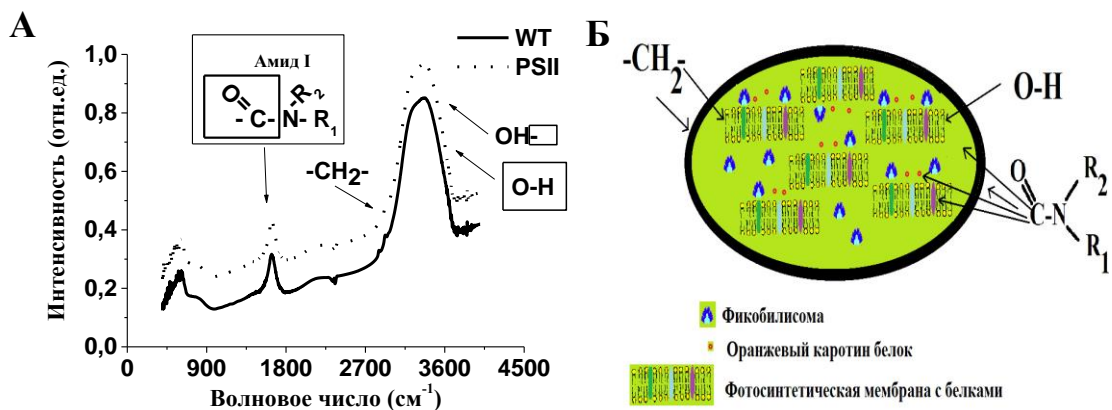 А
Интенсивность (отн.ед.)
1,0
0,8
0,6
0,4
0,2
0,0
0
900
1800
2700
3600
4500
Волновое число (см⁻¹)
WT
PSII
Амид I
O
- C- N- R₁
-R₂
-CH2-
OH-
O-H
Б
-CH₂-
O-H
O
C-N
R₂
R₁
Фикобилисома
Оранжевый каротин белок
Фотосинтетическая мембрана с белками